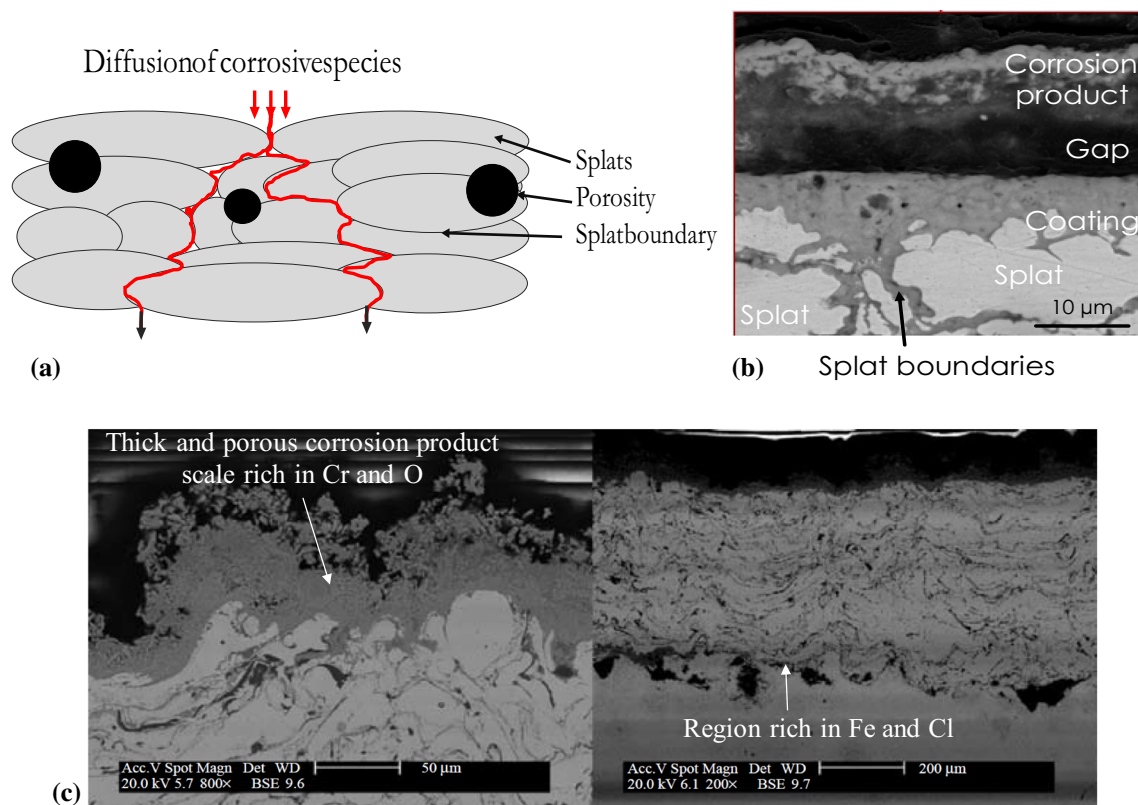 Diffusionofcorrosivespecies
Splats
Porosity
Splatboundary
(a)
Corrosion
product
Gap
Coating
Splat
Splat
10 µm
(b)
Splat boundaries
Thick and porous corrosion product
scale rich in Cr and O
Acc.V Spot Magn Det WD
50 µm
20.0 kV 5.7 800× BSE 9.6
Region rich in Fe and Cl
Acc.V Spot Magn Det WD
200 µm
20.0 kV 6.1 200× BSE 9.7
(c)